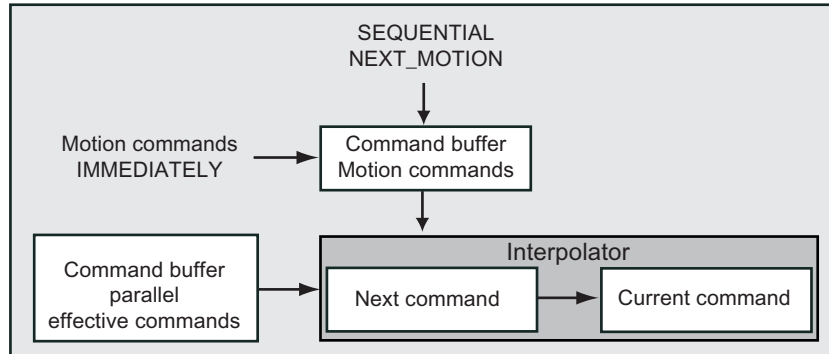 SEQUENTIAL
NEXT_MOTION
Motion commands
IMMEDIATELY
Command buffer
Motion commands
Command buffer
parallel
effective commands
Interpolator
Next command
Current command